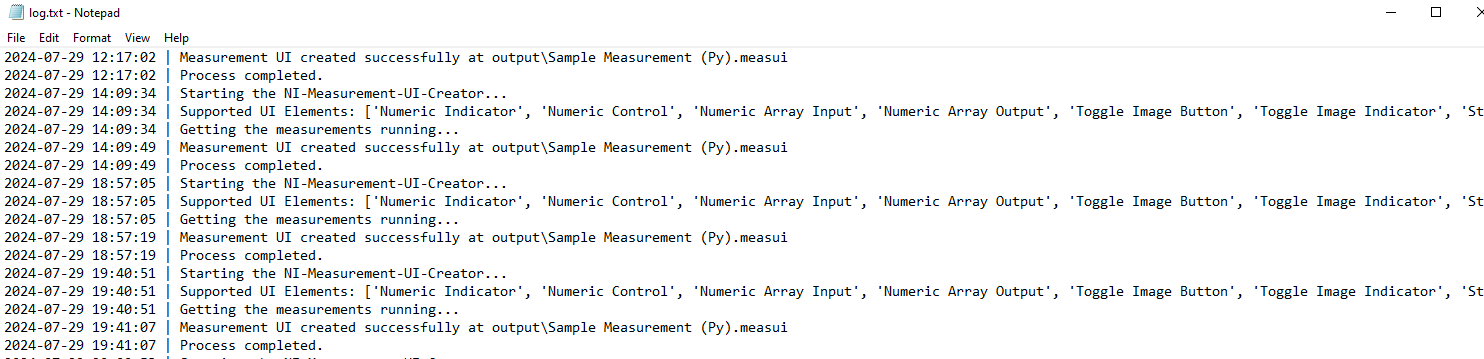 log.txt - Notepad
File Edit Format View Help
2024-07-29 12:17:02 | Measurement UI created successfully at output\Sample Measurement (Py).measui
2024-07-29 12:17:02 | Process completed.
2024-07-29 14:09:34 | Starting the NI-Measurement-UI-Creator...
2024-07-29 14:09:34 | Supported UI Elements: ['Numeric Indicator', 'Numeric Control', 'Numeric Array Input', 'Numeric Array Output', 'Toggle Image Button', 'Toggle Image Indicator', 'St
2024-07-29 14:09:34 | Getting the measurements running...
2024-07-29 14:09:49 | Measurement UI created successfully at output\Sample Measurement (Py).measui
2024-07-29 14:09:49 | Process completed.
2024-07-29 18:57:05 | Starting the NI-Measurement-UI-Creator...
2024-07-29 18:57:05 | Supported UI Elements: ['Numeric Indicator', 'Numeric Control', 'Numeric Array Input', 'Numeric Array Output', 'Toggle Image Button', 'Toggle Image Indicator', 'St
2024-07-29 18:57:05 | Getting the measurements running...
2024-07-29 18:57:19 | Measurement UI created successfully at output\Sample Measurement (Py).measui
2024-07-29 18:57:19 | Process completed.
2024-07-29 19:40:51 | Starting the NI-Measurement-UI-Creator...
2024-07-29 19:40:51 | Supported UI Elements: ['Numeric Indicator', 'Numeric Control', 'Numeric Array Input', 'Numeric Array Output', 'Toggle Image Button', 'Toggle Image Indicator', 'St
2024-07-29 19:40:51 | Getting the measurements running...
2024-07-29 19:41:07 | Measurement UI created successfully at output\Sample Measurement (Py).measui
2024-07-29 19:41:07 | Process completed.